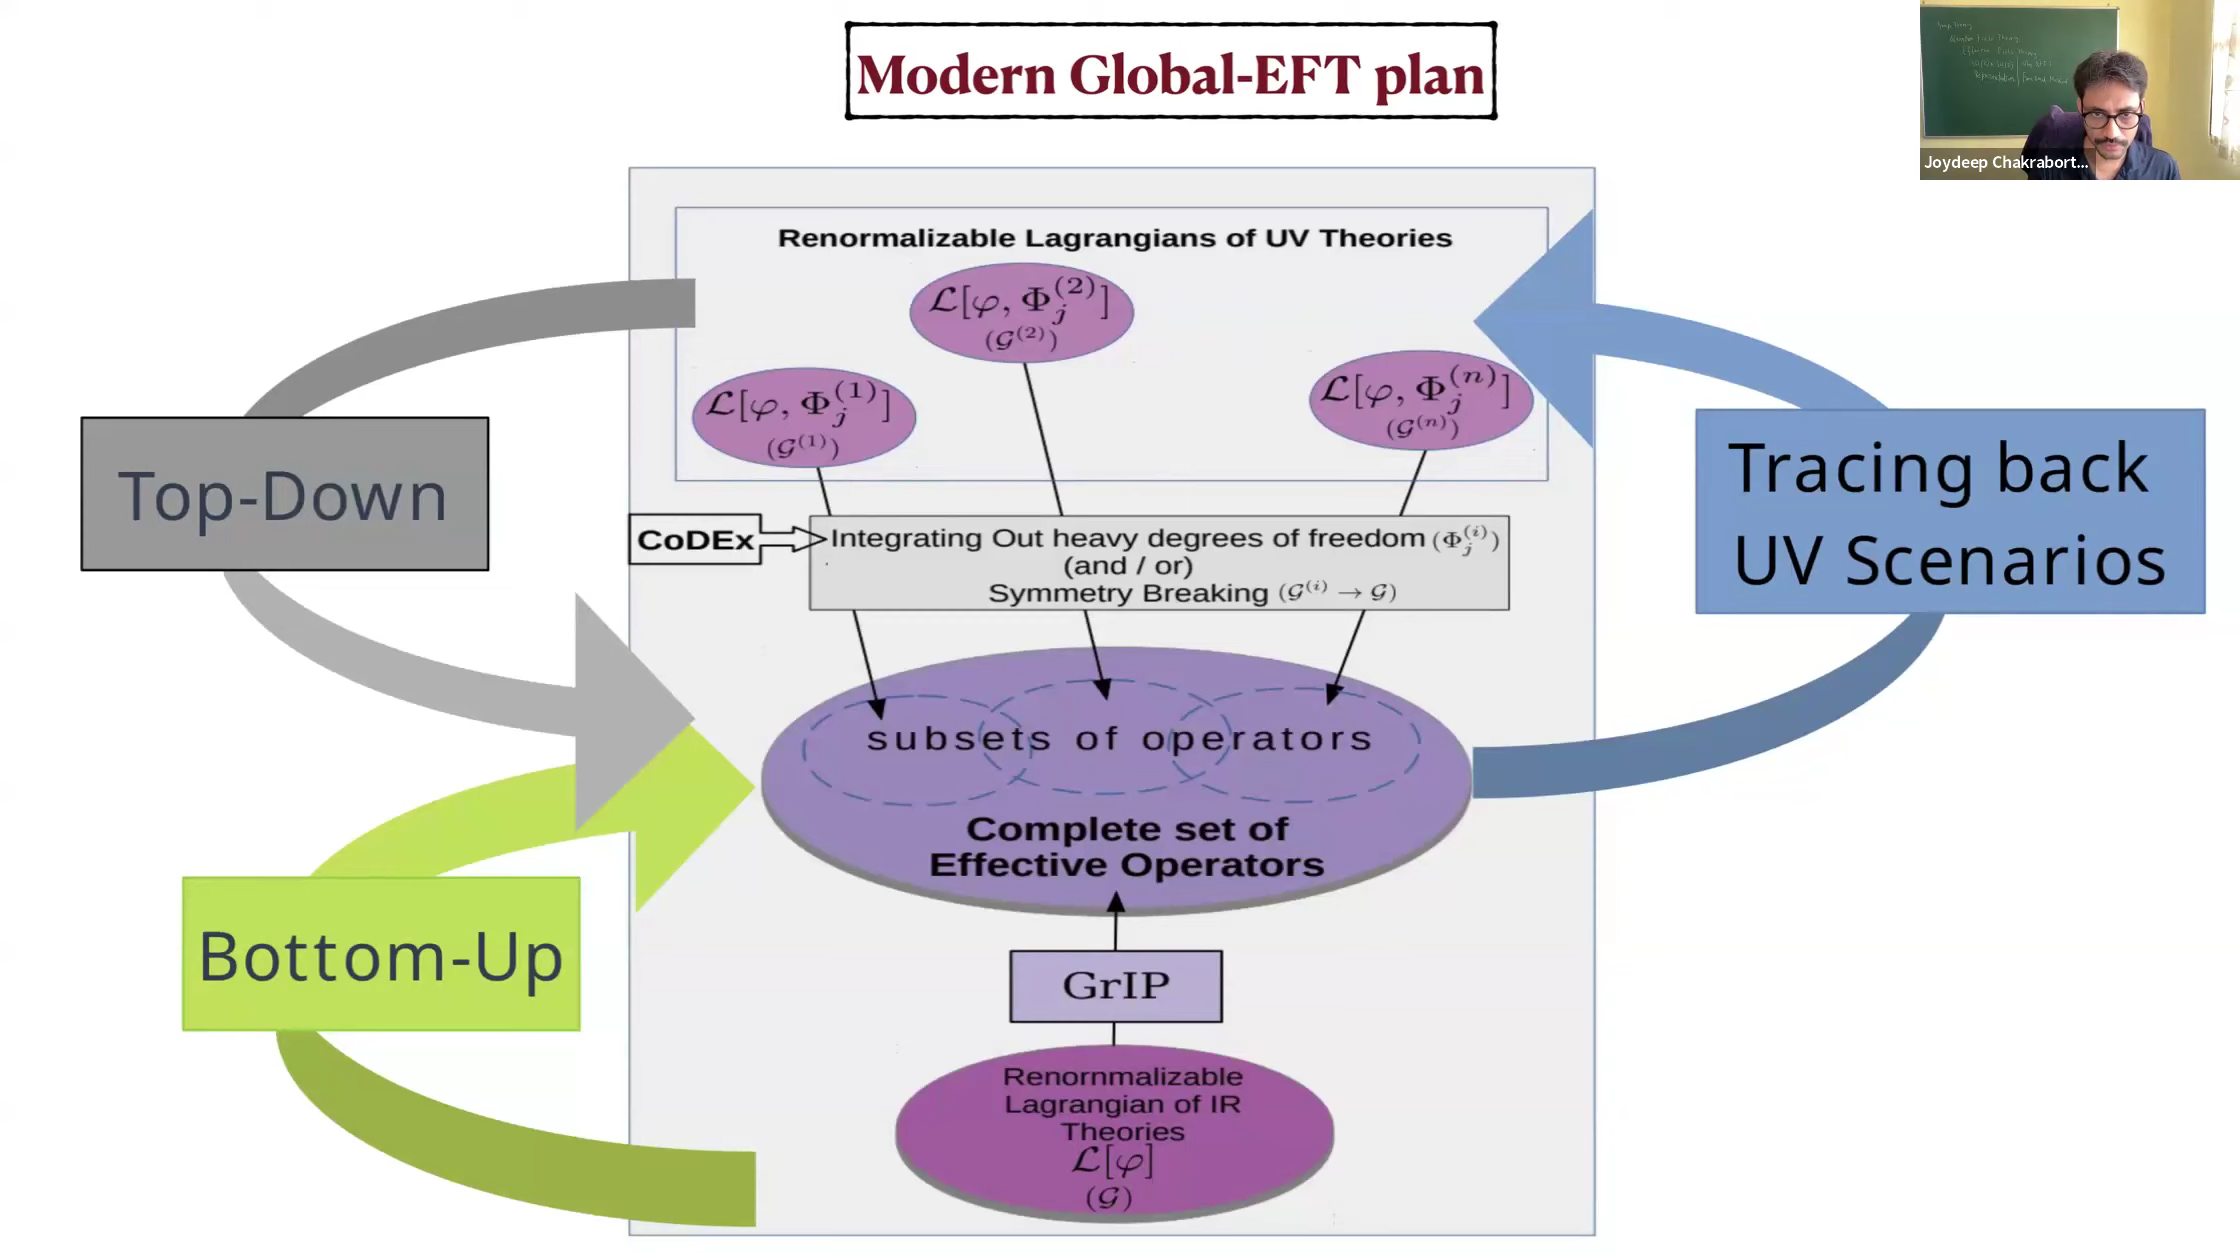 Modern Global-EFT plan
Joydeep Chakrabort...
Renormalizable Lagrangians of UV Theories
ℒ[φ, Φ_j^(2)]
(𝒢^(2))
ℒ[φ, Φ_j^(1)]
(𝒢^(1))
ℒ[φ, Φ_j^(n)]
(𝒢^(n))
Top-Down
Tracing back
UV Scenarios
CoDEx
Integrating Out heavy degrees of freedom (Φ_j^(i))
(and / or)
Symmetry Breaking (𝒢^(i) → 𝒢)
subsets of operators
Complete set of
Effective Operators
Bottom-Up
GrIP
Renornmalizable
Lagrangian of IR
Theories
ℒ[φ]
(𝒢)